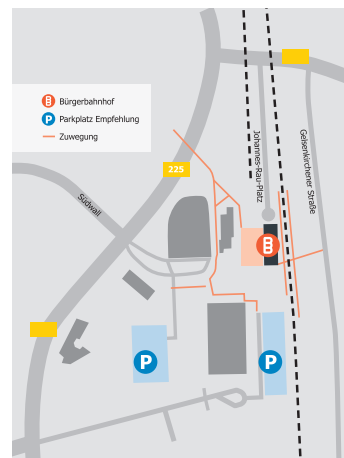 Bürgerbahnhof
P Parkplatz Empfehlung
Zuwegung
225
Südwall
Johannes-Rau-Platz
Gelsenkirchener Straße
P
P